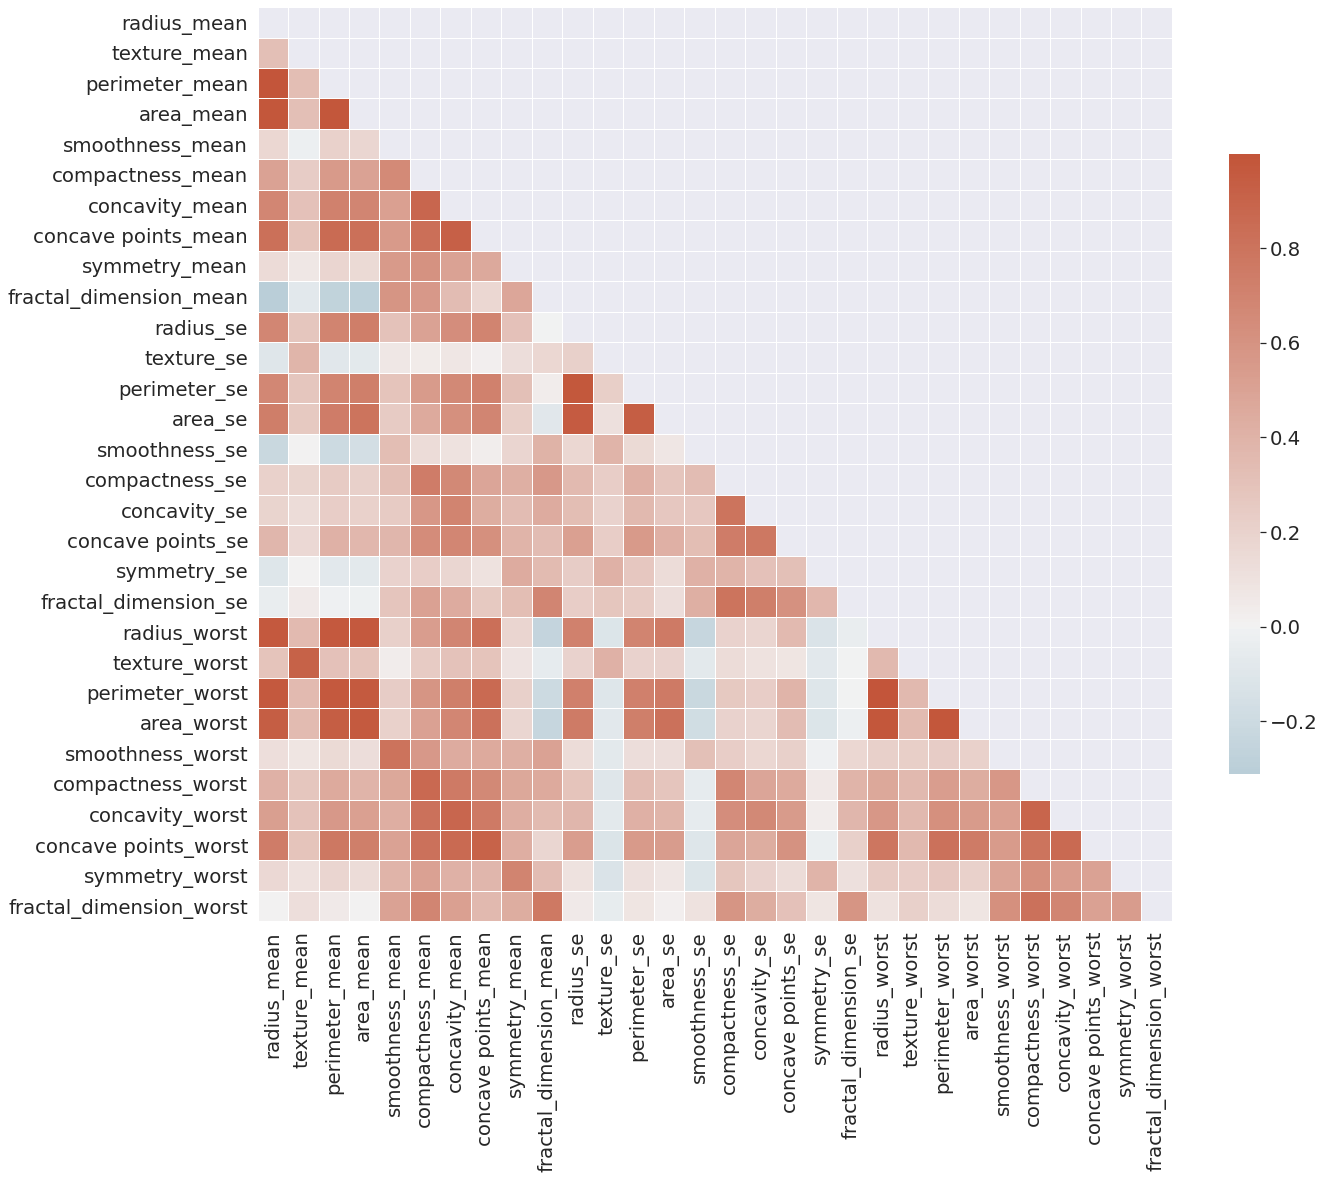 radius_mean
texture_mean
perimeter_mean
area_mean
smoothness_mean
compactness_mean
concavity_mean
concave points_mean
symmetry_mean
fractal_dimension_mean
radius_se
texture_se
perimeter_se
area_se
smoothness_se
compactness_se
concavity_se
concave points_se
symmetry_se
fractal_dimension_se
radius_worst
texture_worst
perimeter_worst
area_worst
smoothness_worst
compactness_worst
concavity_worst
concave points_worst
symmetry_worst
fractal_dimension_worst
radius_mean
texture_mean
perimeter_mean
area_mean
smoothness_mean
compactness_mean
concavity_mean
concave points_mean
symmetry_mean
fractal_dimension_mean
radius_se
texture_se
perimeter_se
area_se
smoothness_se
compactness_se
concavity_se
concave points_se
symmetry_se
fractal_dimension_se
radius_worst
texture_worst
perimeter_worst
area_worst
smoothness_worst
compactness_worst
concavity_worst
concave points_worst
symmetry_worst
fractal_dimension_worst
0.8
0.6
0.4
0.2
0.0
−0.2